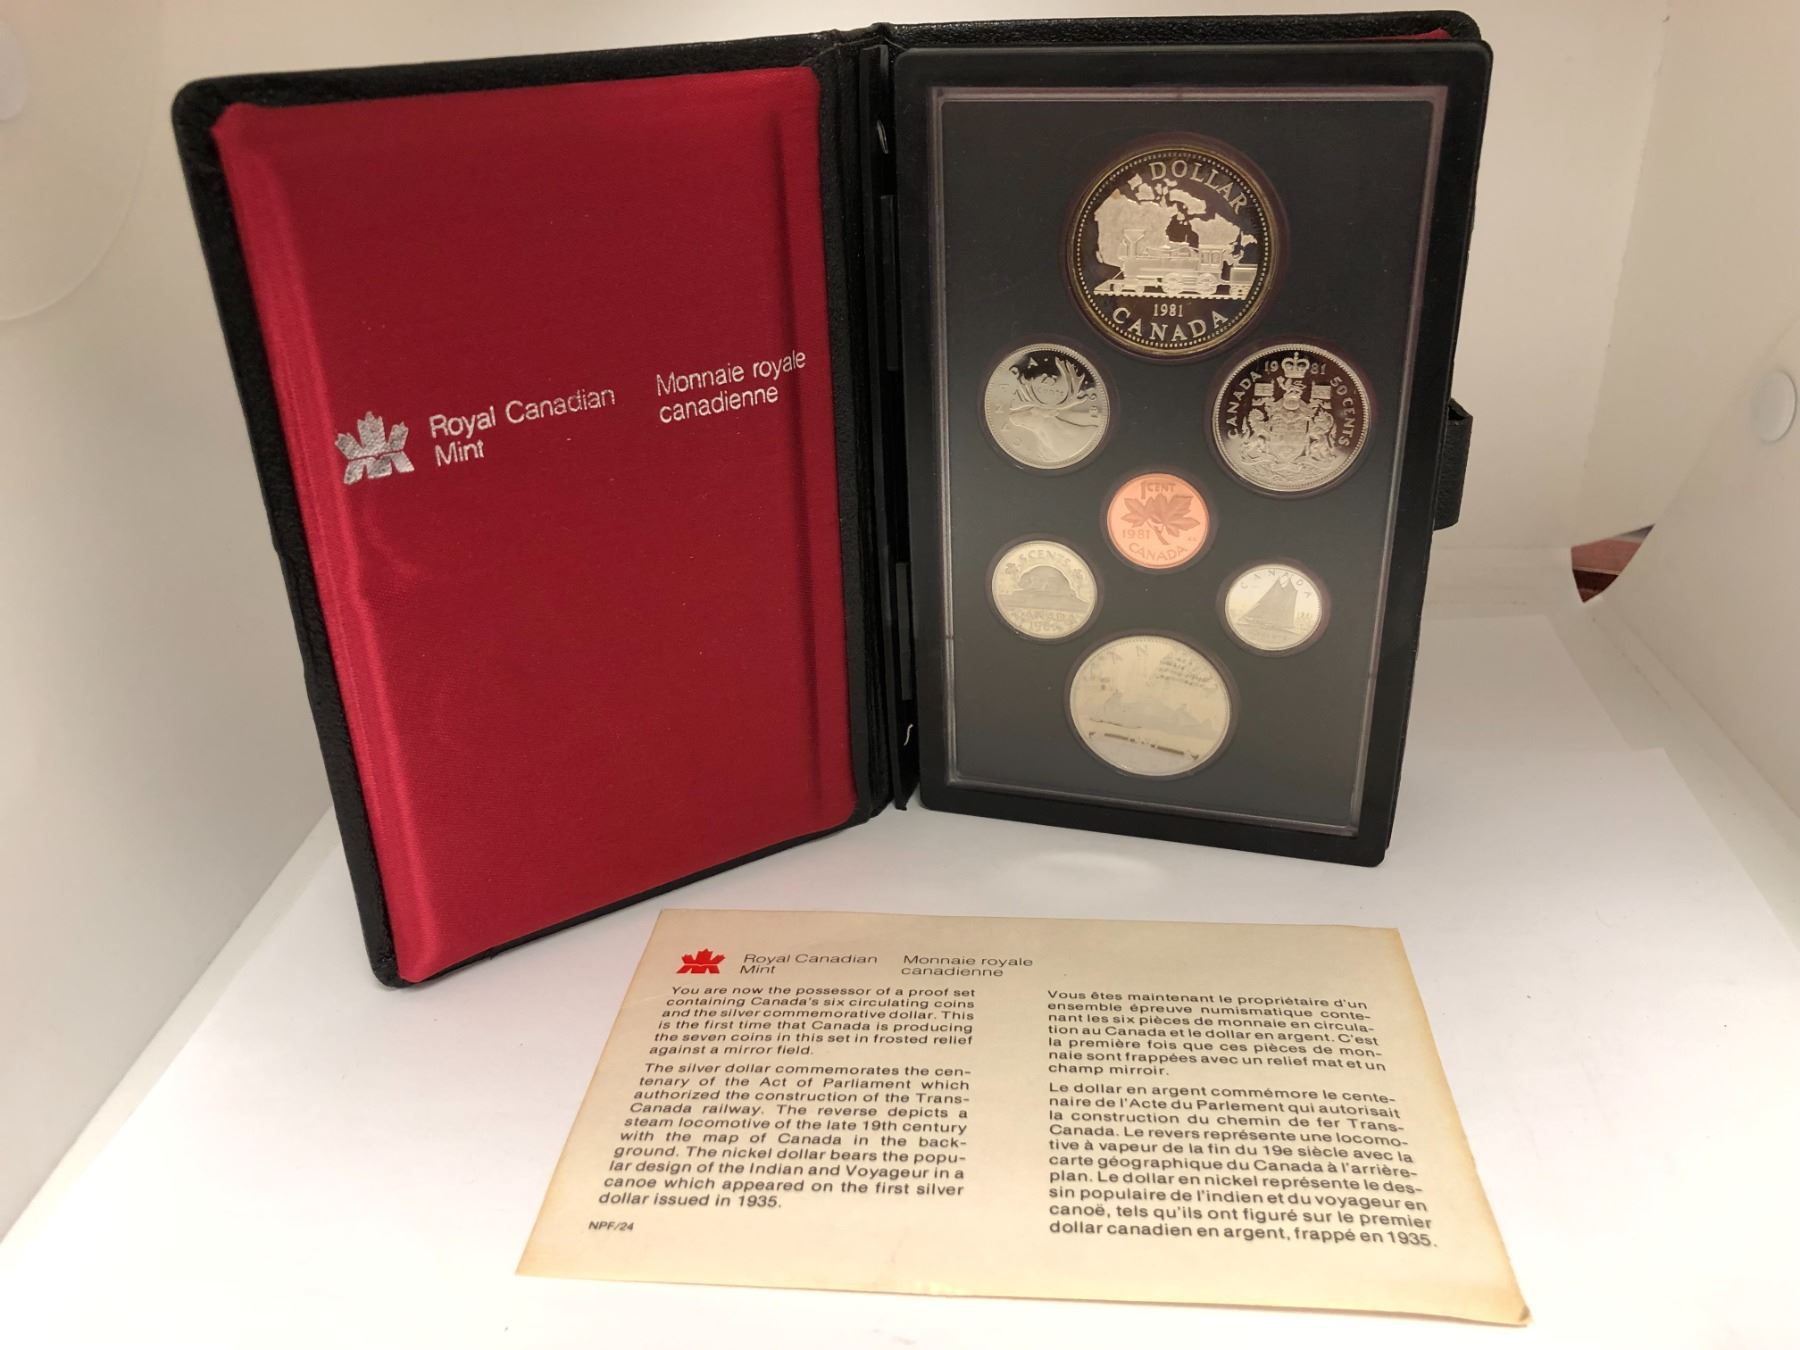 Royal Canadian
Mint
Monnaie royale
canadienne
DOLLAR
1981
CANADA
CANADA 1981 50 CENTS
1 CENT
1981
CANADA
5 CENTS
CANADA
CANADA
Royal Canadian
Mint
Monnaie royale
canadienne
You are now the possessor of a proof set
containing Canada's six circulating coins
and the silver commemorative dollar. This
is the first time that Canada is producing
the seven coins in this set in frosted relief
against a mirror field.
The silver dollar commemorates the cen-
tenary of the Act of Parliament which
authorized the construction of the Trans-
Canada railway. The reverse depicts a
steam locomotive of the late 19th century
with the map of Canada in the back-
ground. The nickel dollar bears the popu-
lar design of the Indian and Voyageur in a
canoe which appeared on the first silver
dollar issued in 1935.
NPF/24
Vous êtes maintenant le propriétaire d'un
ensemble épreuve numismatique conte-
nant les six pièces de monnaie en circula-
tion au Canada et le dollar en argent. C'est
la première fois que ces pièces de mon-
naie sont frappées avec un relief mat et un
champ mirroir.
Le dollar en argent commémore le cente-
naire de l'Acte du Parlement qui autorisait
la construction du chemin de fer Trans-
Canada. Le revers représente une locomo-
tive à vapeur de la fin du 19e siècle avec la
carte géographique du Canada à l'arrière-
plan. Le dollar en nickel représente le des-
sin populaire de l'indien et du voyageur en
canoë, tels qu'ils ont figuré sur le premier
dollar canadien en argent, frappé en 1935.